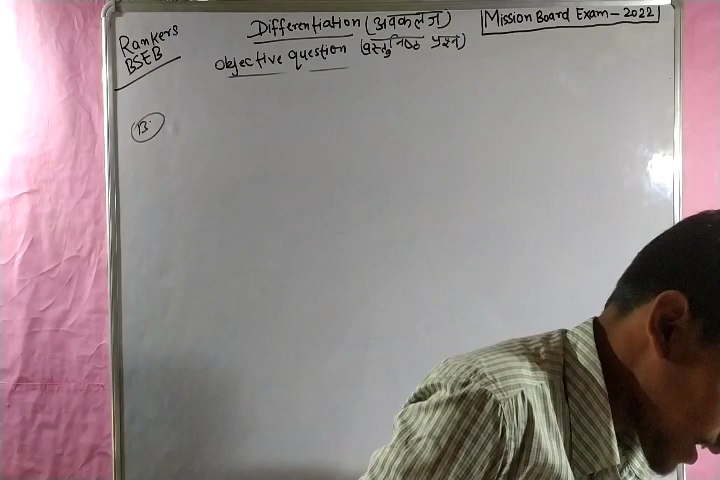 Rankers
BSEB
Differentiation (अवकलज)
Mission Board Exam - 2022
objective question (वस्तुनिष्ठ प्रश्न)
13.